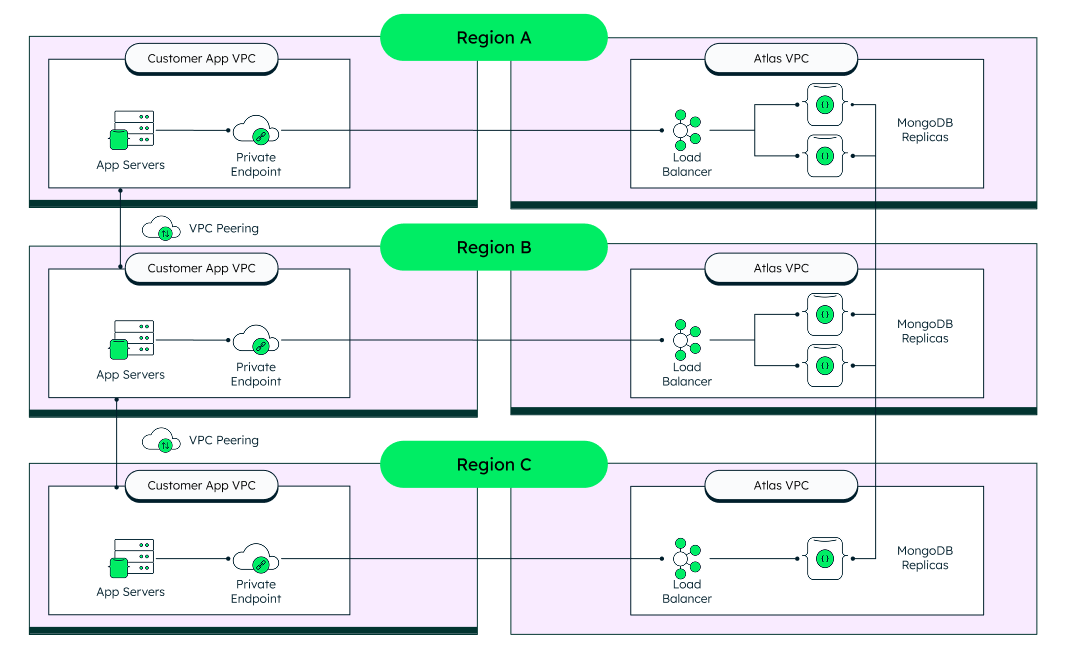 Region A
Customer App VPC
Atlas VPC
App Servers
Private
Endpoint
Load
Balancer
{ }
{ }
MongoDB
Replicas
VPC Peering
Region B
Customer App VPC
Atlas VPC
App Servers
Private
Endpoint
Load
Balancer
{ }
{ }
MongoDB
Replicas
VPC Peering
Region C
Customer App VPC
Atlas VPC
App Servers
Private
Endpoint
Load
Balancer
{ }
MongoDB
Replicas